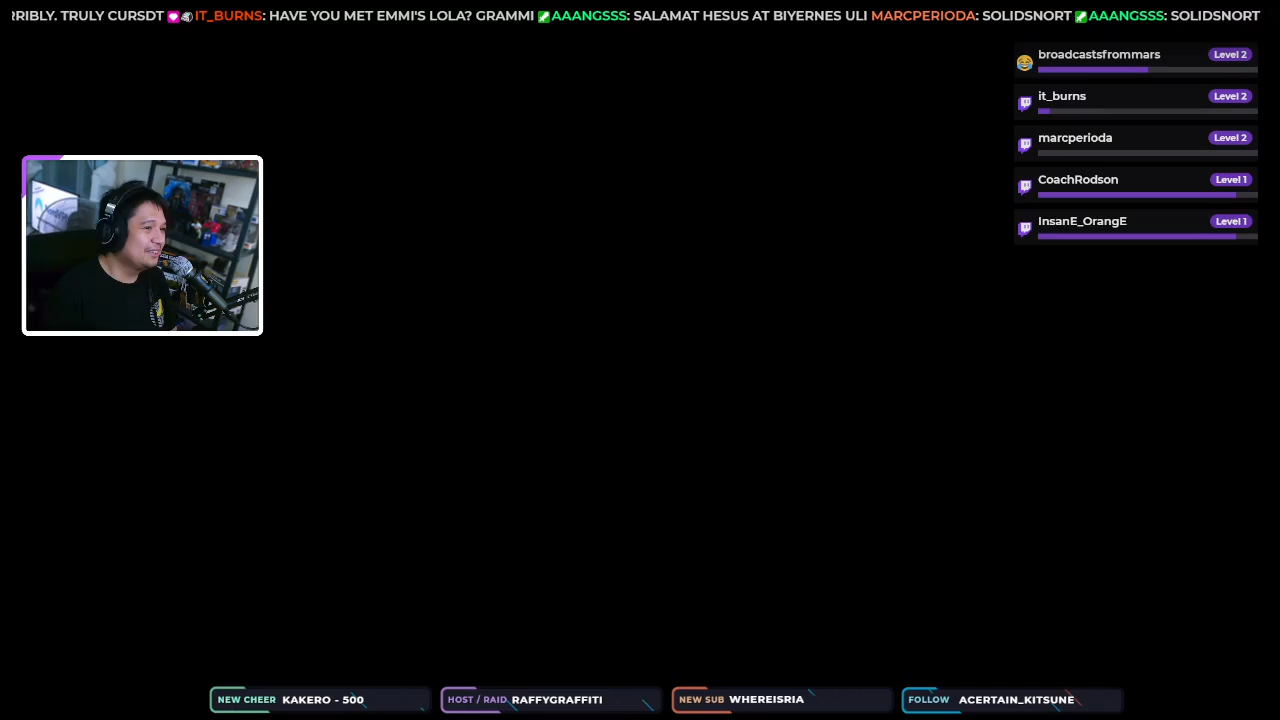 RRIBLY. TRULY CURSDT IT_BURNS: HAVE YOU MET EMMI'S LOLA? GRAMMI AAANGSSS: SALAMAT HESUS AT BIYERNES ULI MARCPERIODA: SOLIDSNORT AAANGSSS: SOLIDSNORT
broadcastsfrommars Level 2
it_burns Level 2
marcperioda Level 2
CoachRodson Level 1
InsanE_OrangE Level 1
NEW CHEER KAKERO - 500 HOST / RAID RAFFYGRAFFITI NEW SUB WHEREISRIA FOLLOW ACERTAIN_KITSUNE